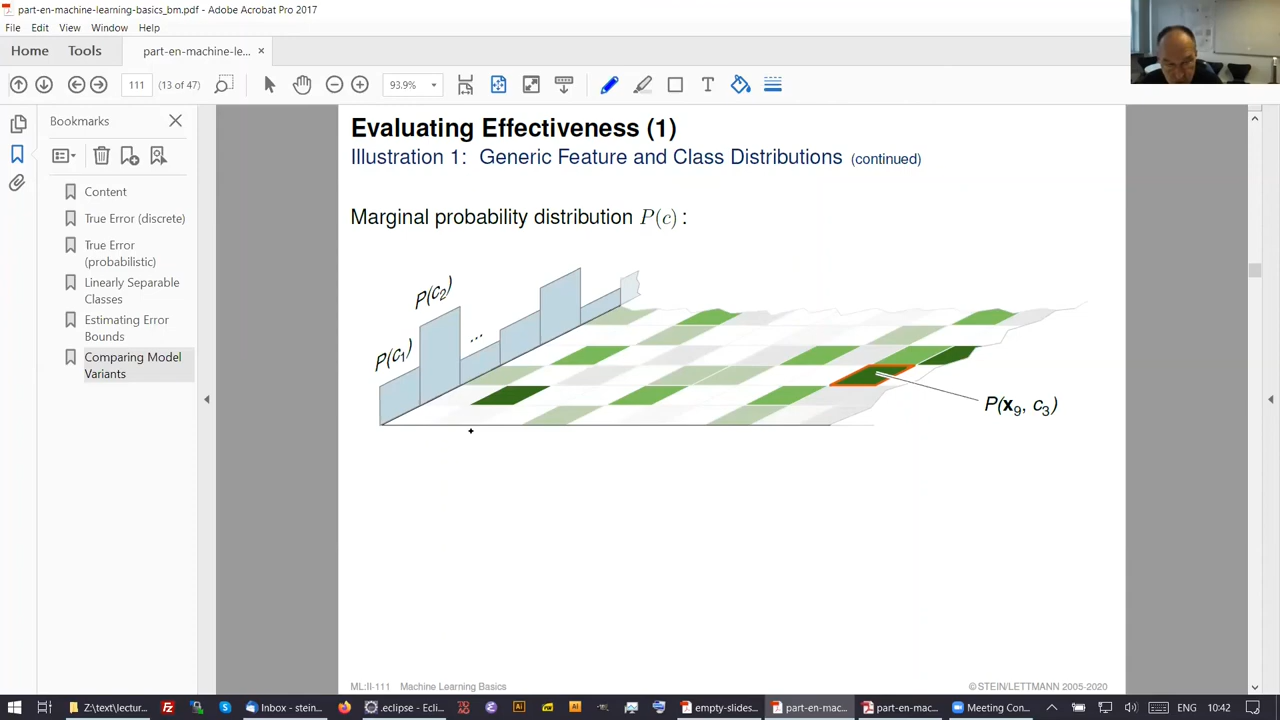 part-en-machine-learning-basics_bm.pdf - Adobe Acrobat Pro 2017
File Edit View Window Help
Home Tools part-en-machine-le... ×
111 (13 of 47) 93.9%
Bookmarks
Content
True Error (discrete)
True Error
(probabilistic)
Linearly Separable
Classes
Estimating Error
Bounds
Comparing Model
Variants
Evaluating Effectiveness (1)
Illustration 1: Generic Feature and Class Distributions (continued)
Marginal probability distribution P(c) :
P(c₂)
...
P(c₁)
P(x₉, c₃)
ML:II-111 Machine Learning Basics ©STEIN/LETTMANN 2005-2020
Z:\text\lectur... Inbox - stein... .eclipse - Ecli... empty-slides... part-en-mac... part-en-mac... Meeting Con... ENG 10:42